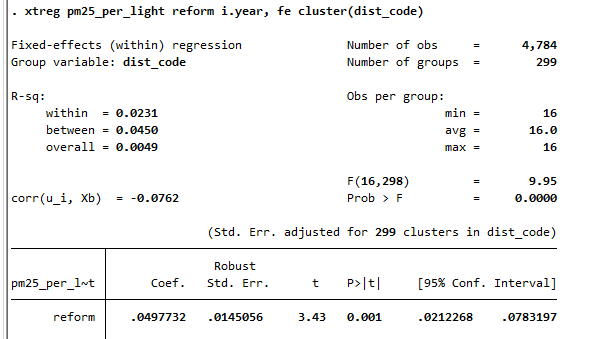 . xtreg pm25_per_light reform i.year, fe cluster(dist_code)
Fixed-effects (within) regression Number of obs = 4,784
Group variable: dist_code Number of groups = 299
R-sq: Obs per group:
within = 0.0231 min = 16
between = 0.0450 avg = 16.0
overall = 0.0049 max = 16
F(16,298) = 9.95
corr(u_i, Xb) = -0.0762 Prob > F = 0.0000
(Std. Err. adjusted for 299 clusters in dist_code)
Robust
pm25_per_l~t Coef. Std. Err. t P>|t| [95% Conf. Interval]
reform .0497732 .0145056 3.43 0.001 .0212268 .0783197